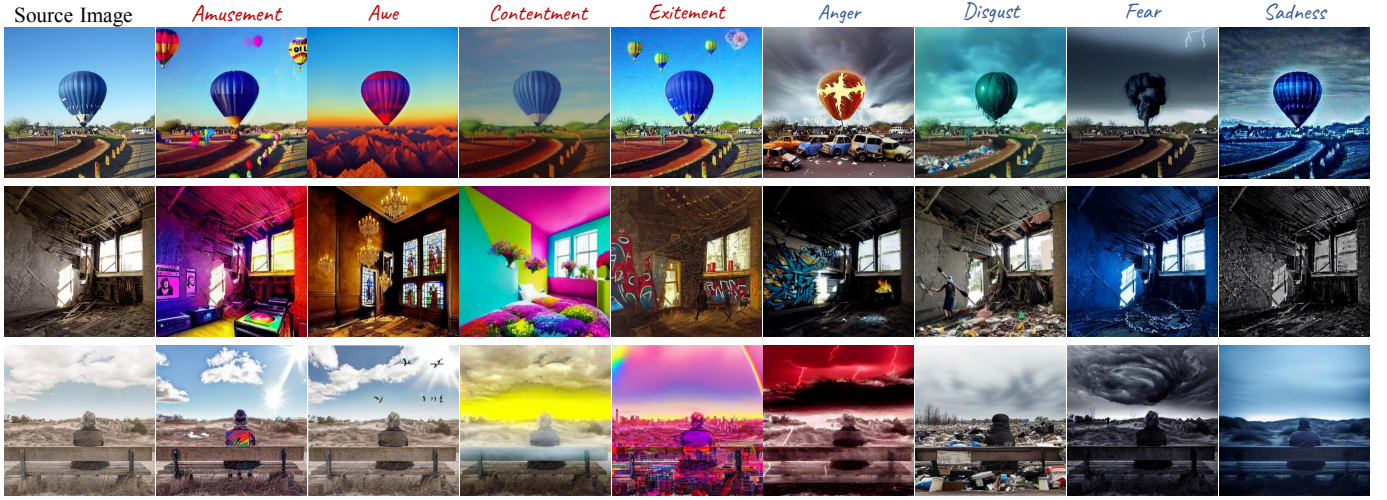 Source Image
Amusement
Awe
Contentment
Exitement
Anger
Disgust
Fear
Sadness